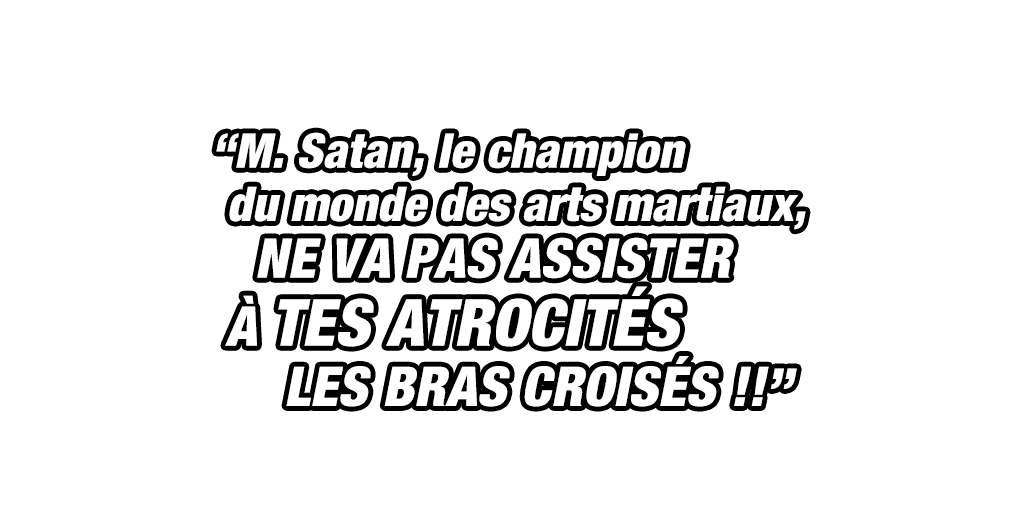 “M. Satan, le champion
du monde des arts martiaux,
NE VA PAS ASSISTER
À TES ATROCITÉS
LES BRAS CROISÉS !!”